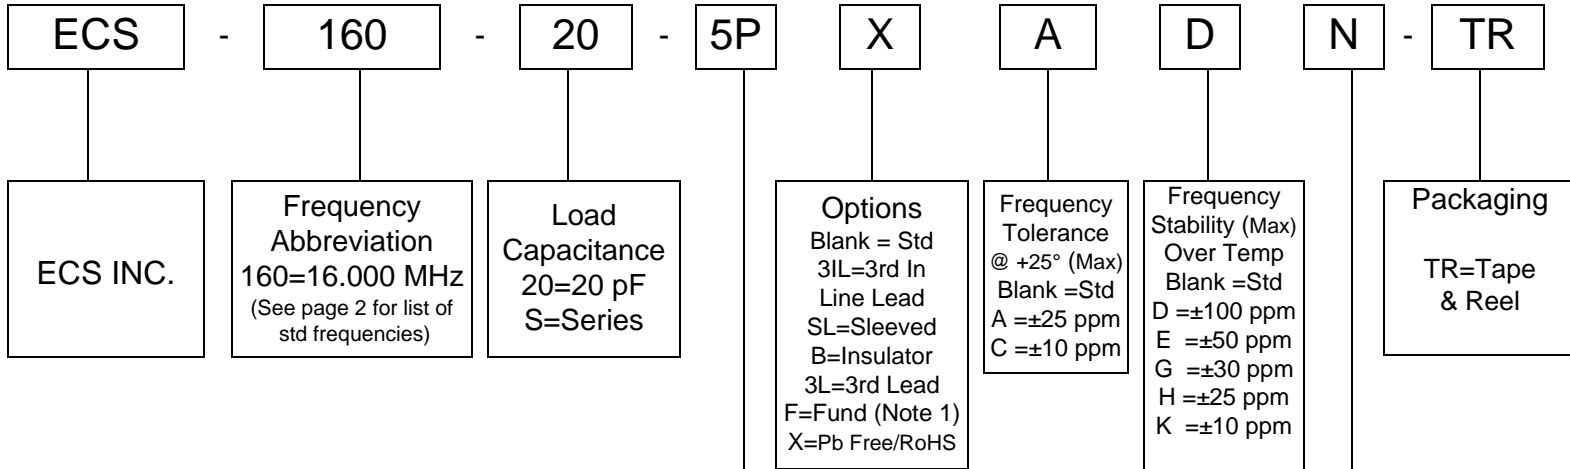 ECS - 160 - 20 - 5P X A D N - TR
ECS INC.
Frequency
Abbreviation
160=16.000 MHz
(See page 2 for list of
std frequencies)
Load
Capacitance
20=20 pF
S=Series
Options
Blank = Std
3IL=3rd In
Line Lead
SL=Sleeved
B=Insulator
3L=3rd Lead
F=Fund (Note 1)
X=Pb Free/RoHS
Frequency
Tolerance
@ +25° (Max)
Blank =Std
A =±25 ppm
C =±10 ppm
Frequency
Stability (Max)
Over Temp
Blank =Std
D =±100 ppm
E =±50 ppm
G =±30 ppm
H =±25 ppm
K =±10 ppm
Packaging
TR=Tape
& Reel